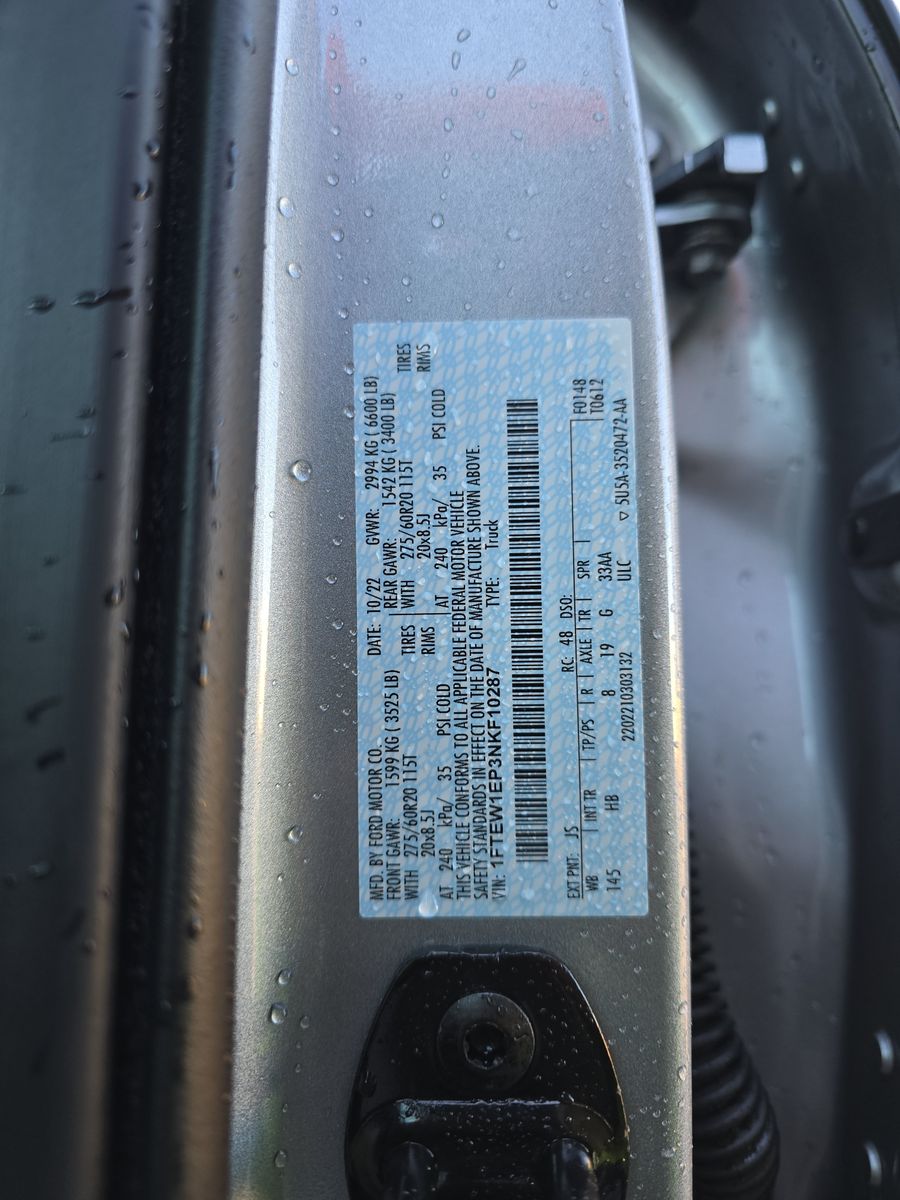 MFD. BY FORD MOTOR CO. DATE: 10/22 GVWR: 2994 KG ( 6600 LB)
FRONT GAWR: 1599 KG ( 3525 LB) REAR GAWR: 1542 KG ( 3400 LB)
WITH 275/60R20 115T TIRES WITH 275/60R20 115T TIRES
20x8.5J RIMS 20x8.5J RIMS
AT 240 kPa/ 35 PSI COLD AT 240 kPa/ 35 PSI COLD
THIS VEHICLE CONFORMS TO ALL APPLICABLE FEDERAL MOTOR VEHICLE
SAFETY STANDARDS IN EFFECT ON THE DATE OF MANUFACTURE SHOWN ABOVE.
VIN: 1FTEW1EP3NKF10287 TYPE: Truck
EXT PNT: JS RC: 48 DSO: F0148
WB INT TR TP/PS R AXLE TR SPR T0612
145 HB 8 19 G 33AA
2202210303132 ULC ▽ 5U5A-3520472-AA